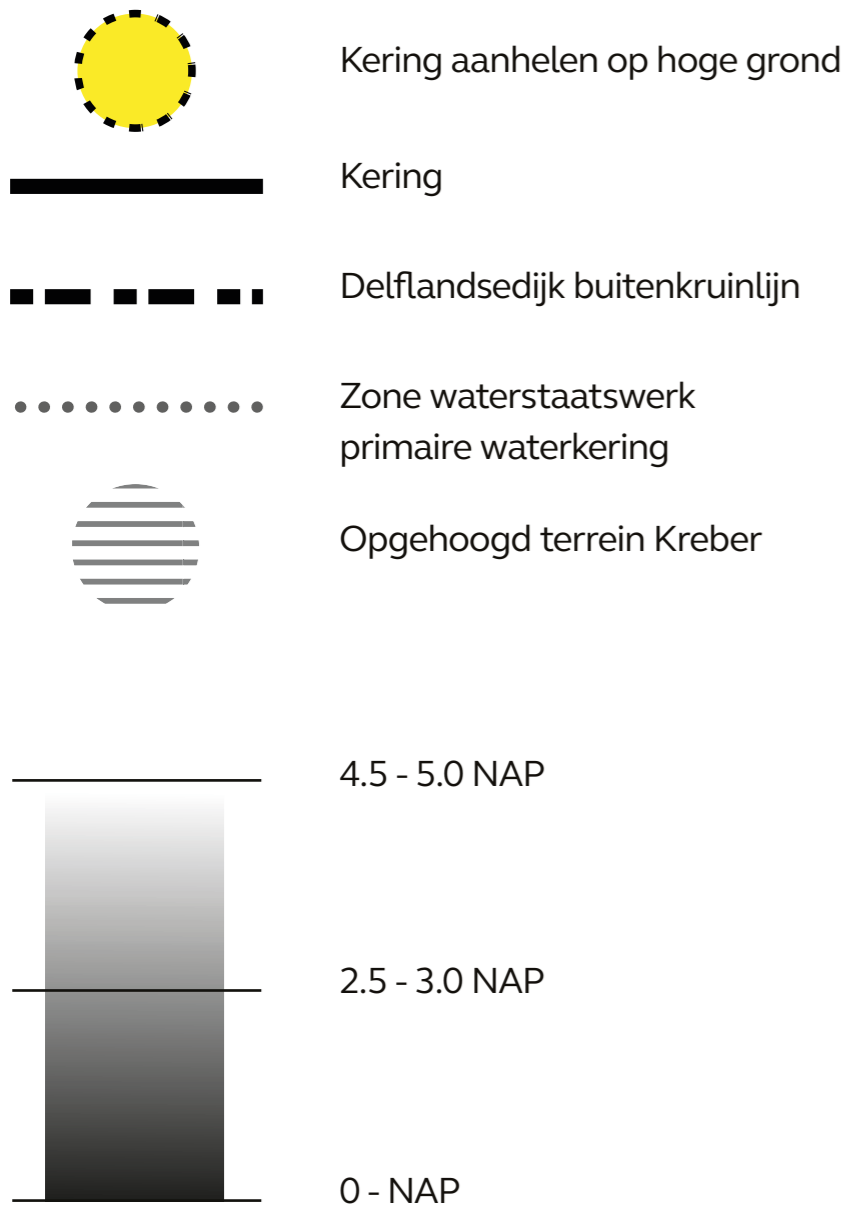 Kering aanhelen op hoge grond
Kering
Delflandsedijk buitenkruinlijn
Zone waterstaatswerk
primaire waterkering
Opgehoogd terrein Kreber
4.5 - 5.0 NAP
2.5 - 3.0 NAP
0 - NAP